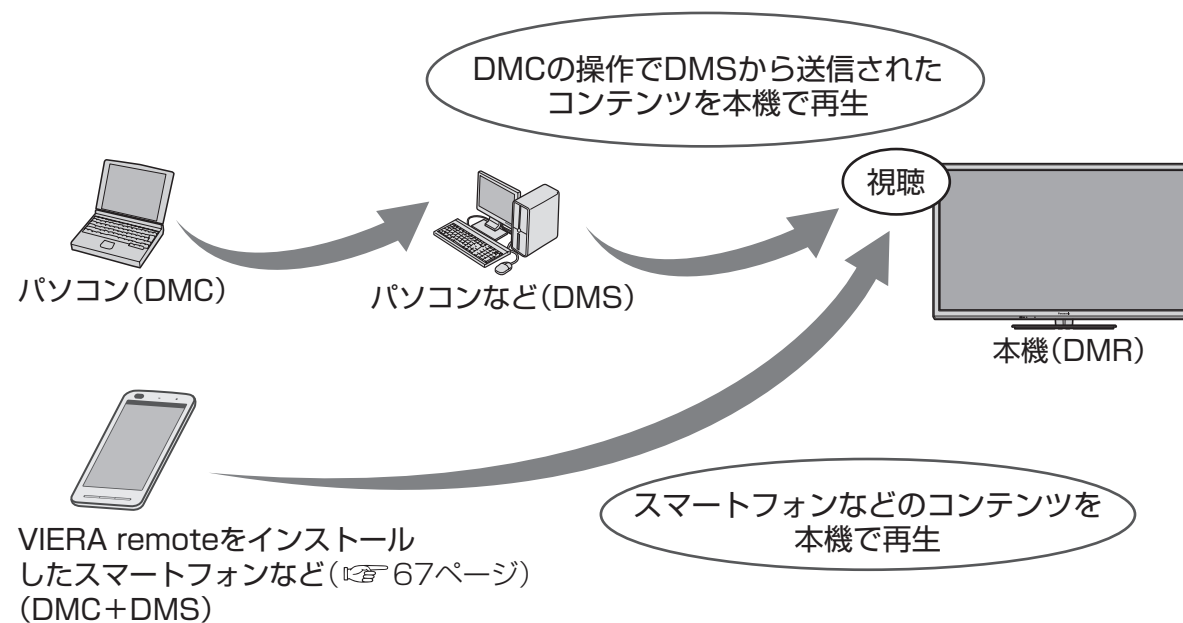 DMCの操作でDMSから送信された
コンテンツを本機で再生
視聴
パソコン(DMC)
パソコンなど(DMS)
本機(DMR)
スマートフォンなどのコンテンツを
本機で再生
VIERA remoteをインストール
したスマートフォンなど(☞67ページ)
(DMC+DMS)